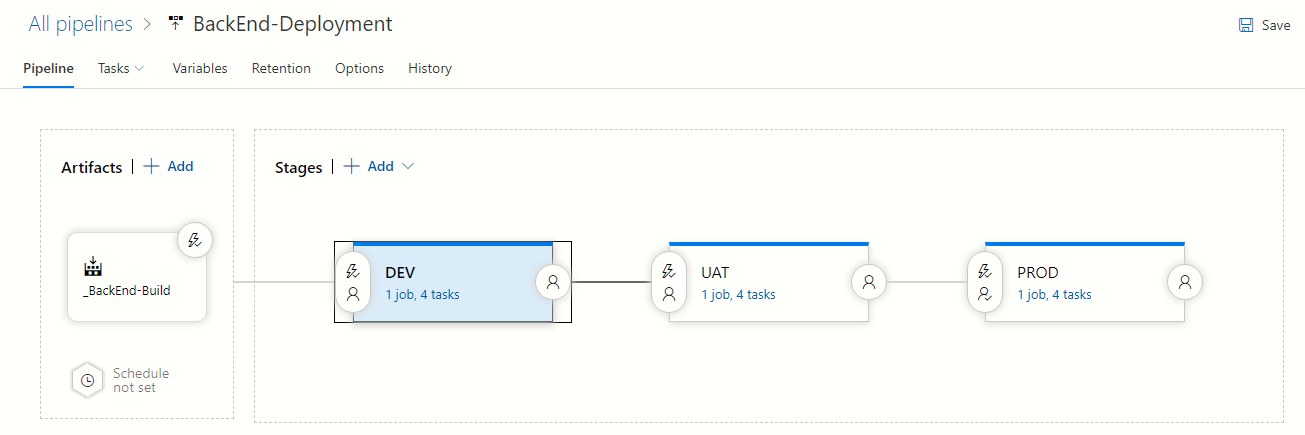 All pipelines > BackEnd-Deployment
Save
Pipeline Tasks Variables Retention Options History
Artifacts | + Add
Stages | + Add
_BackEnd-Build
DEV
1 job, 4 tasks
UAT
1 job, 4 tasks
PROD
1 job, 4 tasks
Schedule
not set